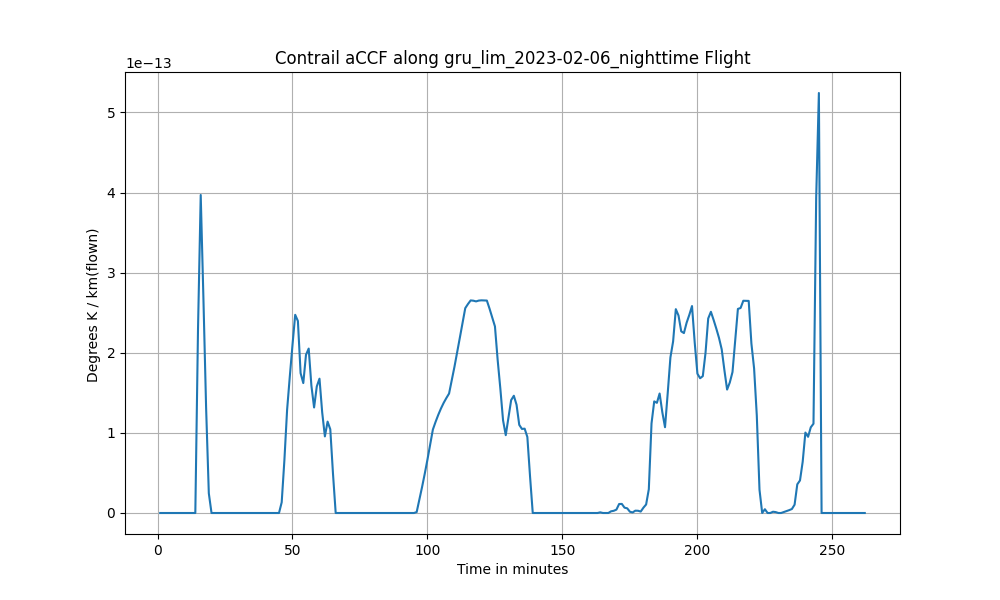 Contrail aCCF along gru_lim_2023-02-06_nighttime Flight
1e−13
5
4
3
2
1
0
Degrees K / km(flown)
0 50 100 150 200 250
Time in minutes